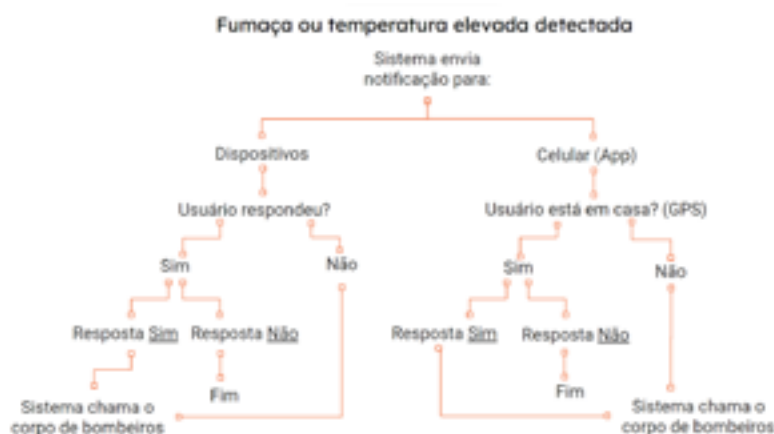 Fumaça ou temperatura elevada detectada
Sistema envia
notificação para:
Dispositivos
Celular (App)
Usuário respondeu?
Usuário está em casa? (GPS)
Sim
Não
Sim
Não
Resposta Sim
Resposta Não
Resposta Sim
Resposta Não
Fim
Fim
Sistema chama o
corpo de bombeiros
Sistema chama o
corpo de bombeiros